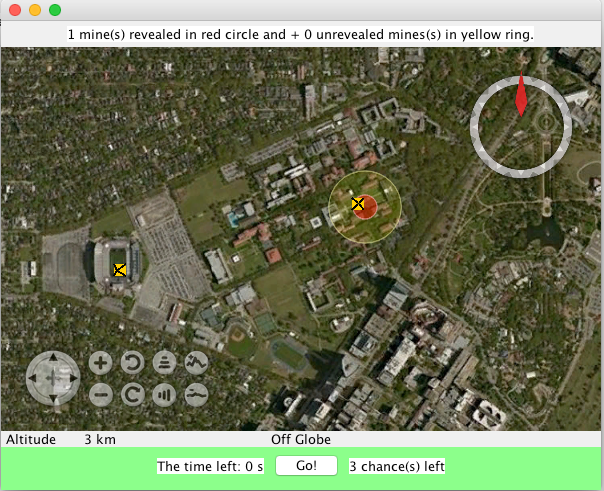 1 mine(s) revealed in red circle and + 0 unrevealed mines(s) in yellow ring.
Altitude 3 km Off Globe
The time left: 0 s Go! 3 chance(s) left